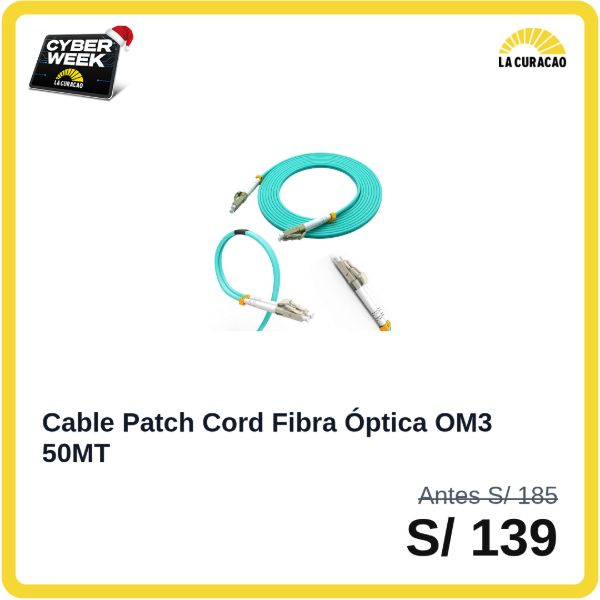 CYBER
WEEK
LA CURACAO
LA CURACAO
Cable Patch Cord Fibra Óptica OM3
50MT
Antes S/ 185
S/ 139